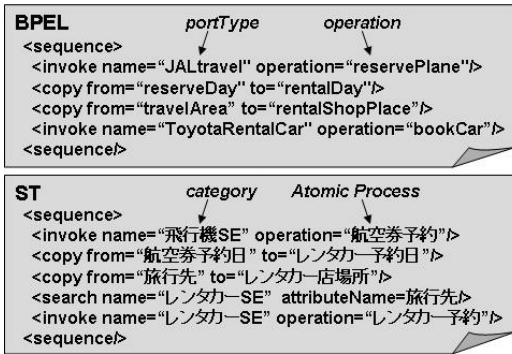 BPEL portType operation
<sequence>
<invoke name="JALtravel" operation="reservePlane"/>
<copy from="reserveDay" to="rentalDay"/>
<copy from="travelArea" to="rentalShopPlace"/>
<invoke name="ToyotaRentalCar" operation="bookCar"/>
<sequence/>
ST category Atomic Process
<sequence>
<invoke name="飛行機SE" operation="航空券予約"/>
<copy from="航空券予約日" to="レンタカー予約日"/>
<copy from="旅行先" to="レンタカー店場所"/>
<search name="レンタカーSE" attributeName=旅行先/>
<invoke name="レンタカーSE" operation="レンタカー予約"/>
<sequence/>